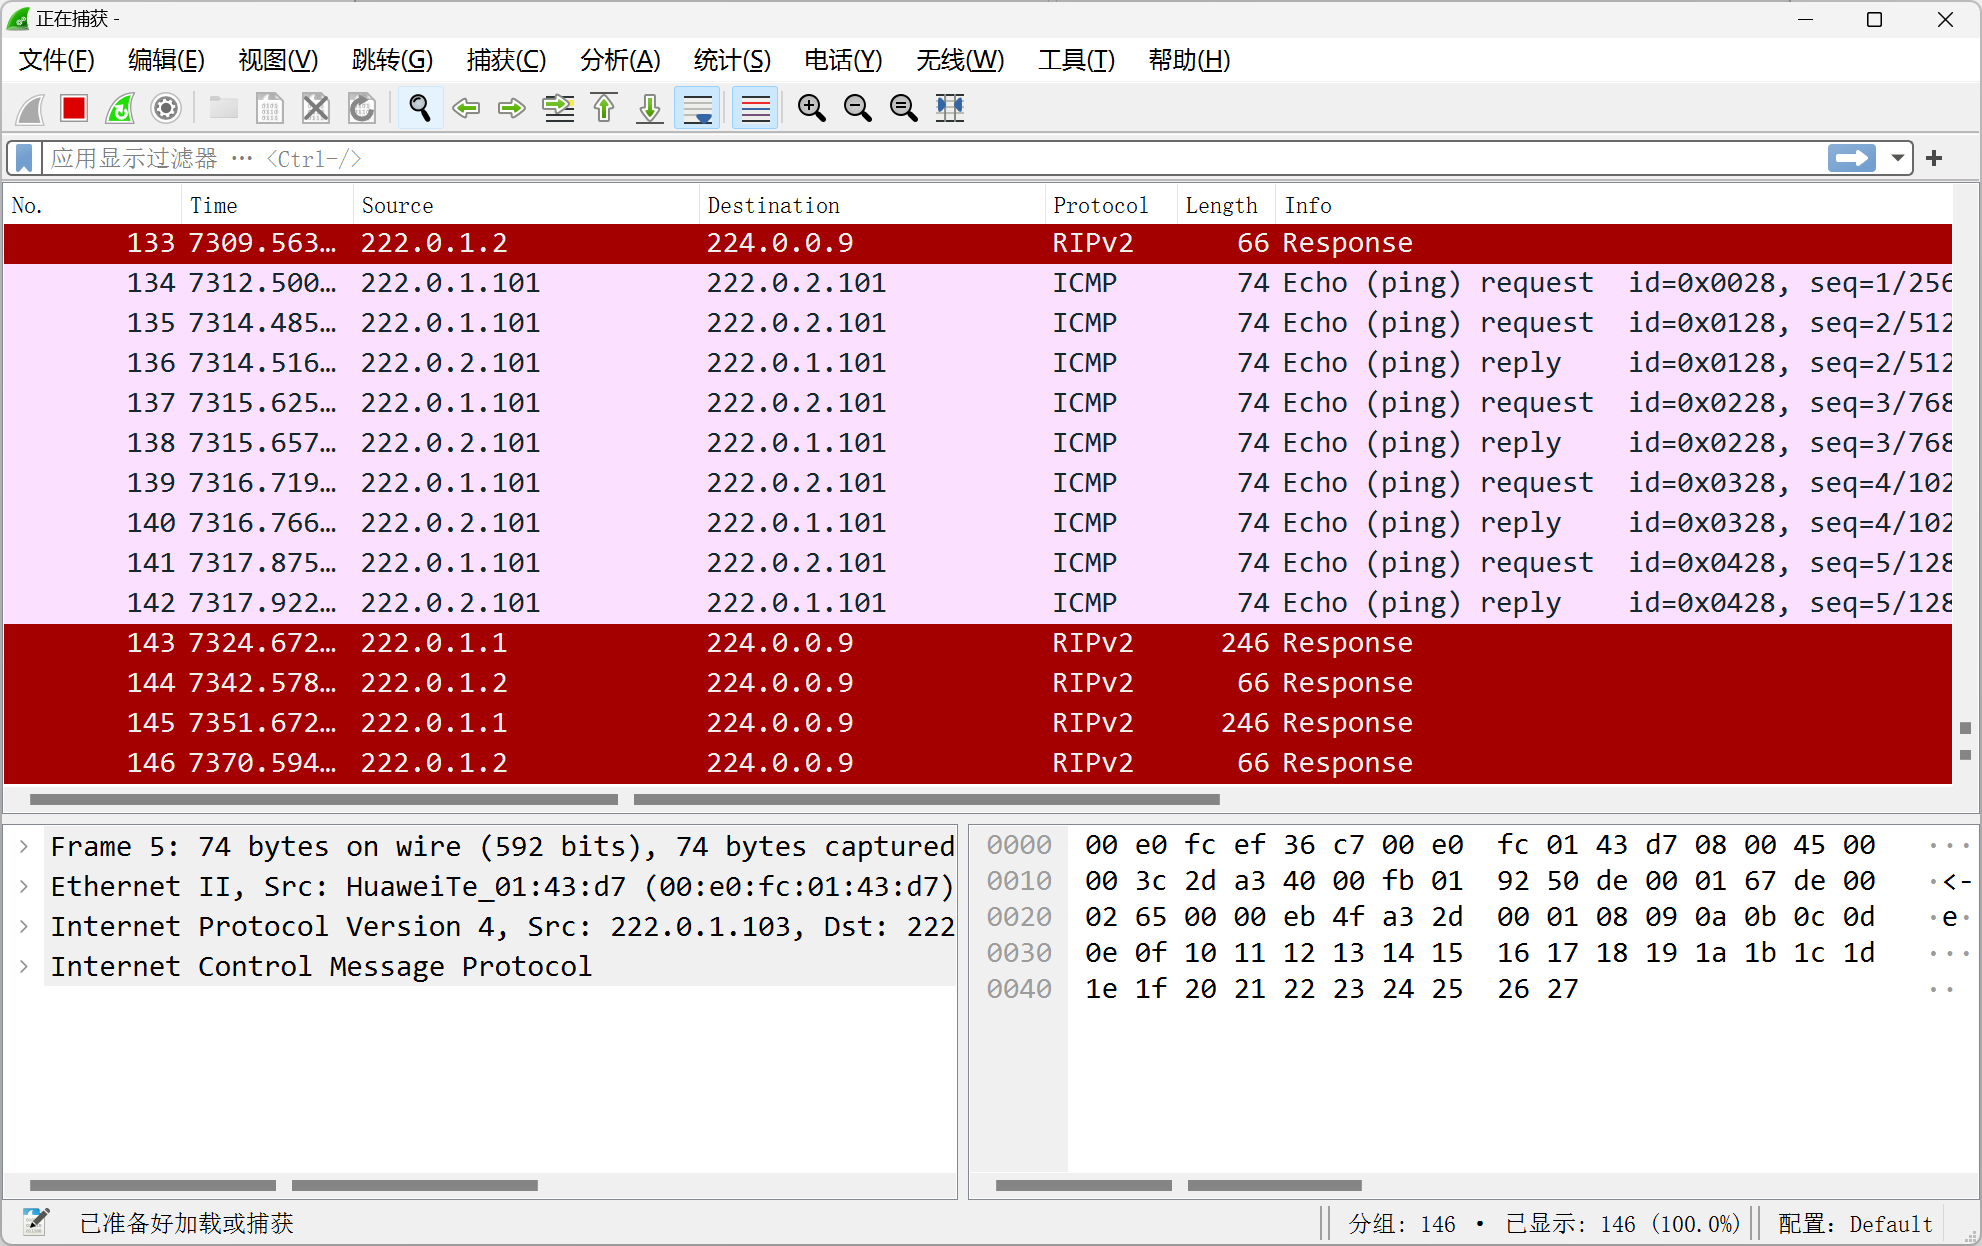 正在捕获 -
文件(F) 编辑(E) 视图(V) 跳转(G) 捕获(C) 分析(A) 统计(S) 电话(Y) 无线(W) 工具(T) 帮助(H)
应用显示过滤器 … <Ctrl-/>
No. Time Source Destination Protocol Length Info
133 7309.563… 222.0.1.2 224.0.0.9 RIPv2 66 Response
134 7312.500… 222.0.1.101 222.0.2.101 ICMP 74 Echo (ping) request id=0x0028, seq=1/256
135 7314.485… 222.0.1.101 222.0.2.101 ICMP 74 Echo (ping) request id=0x0128, seq=2/512
136 7314.516… 222.0.2.101 222.0.1.101 ICMP 74 Echo (ping) reply id=0x0128, seq=2/512
137 7315.625… 222.0.1.101 222.0.2.101 ICMP 74 Echo (ping) request id=0x0228, seq=3/768
138 7315.657… 222.0.2.101 222.0.1.101 ICMP 74 Echo (ping) reply id=0x0228, seq=3/768
139 7316.719… 222.0.1.101 222.0.2.101 ICMP 74 Echo (ping) request id=0x0328, seq=4/102
140 7316.766… 222.0.2.101 222.0.1.101 ICMP 74 Echo (ping) reply id=0x0328, seq=4/102
141 7317.875… 222.0.1.101 222.0.2.101 ICMP 74 Echo (ping) request id=0x0428, seq=5/128
142 7317.922… 222.0.2.101 222.0.1.101 ICMP 74 Echo (ping) reply id=0x0428, seq=5/128
143 7324.672… 222.0.1.1 224.0.0.9 RIPv2 246 Response
144 7342.578… 222.0.1.2 224.0.0.9 RIPv2 66 Response
145 7351.672… 222.0.1.1 224.0.0.9 RIPv2 246 Response
146 7370.594… 222.0.1.2 224.0.0.9 RIPv2 66 Response
Frame 5: 74 bytes on wire (592 bits), 74 bytes captured
Ethernet II, Src: HuaweiTe_01:43:d7 (00:e0:fc:01:43:d7)
Internet Protocol Version 4, Src: 222.0.1.103, Dst: 222
Internet Control Message Protocol
0000 00 e0 fc ef 36 c7 00 e0 fc 01 43 d7 08 00 45 00 ···
0010 00 3c 2d a3 40 00 fb 01 92 50 de 00 01 67 de 00 ·<-
0020 02 65 00 00 eb 4f a3 2d 00 01 08 09 0a 0b 0c 0d ·e·
0030 0e 0f 10 11 12 13 14 15 16 17 18 19 1a 1b 1c 1d ···
0040 1e 1f 20 21 22 23 24 25 26 27 ··
已准备好加载或捕获 分组: 146 · 已显示: 146 (100.0%) 配置: Default